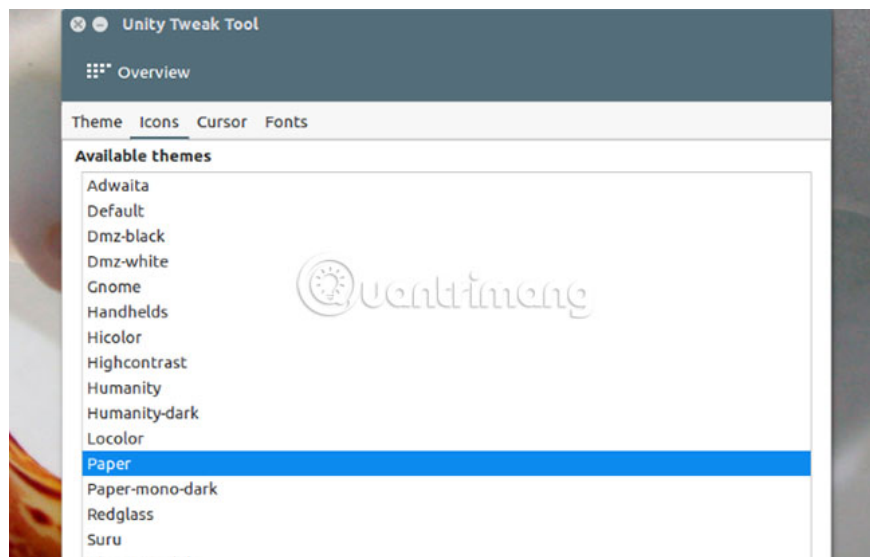 Unity Tweak Tool
Overview
Theme Icons Cursor Fonts
Available themes
Adwaita
Default
Dmz-black
Dmz-white
Gnome
Quantrimang
Handhelds
Hicolor
Highcontrast
Humanity
Humanity-dark
Locolor
Paper
Paper-mono-dark
Redglass
Suru